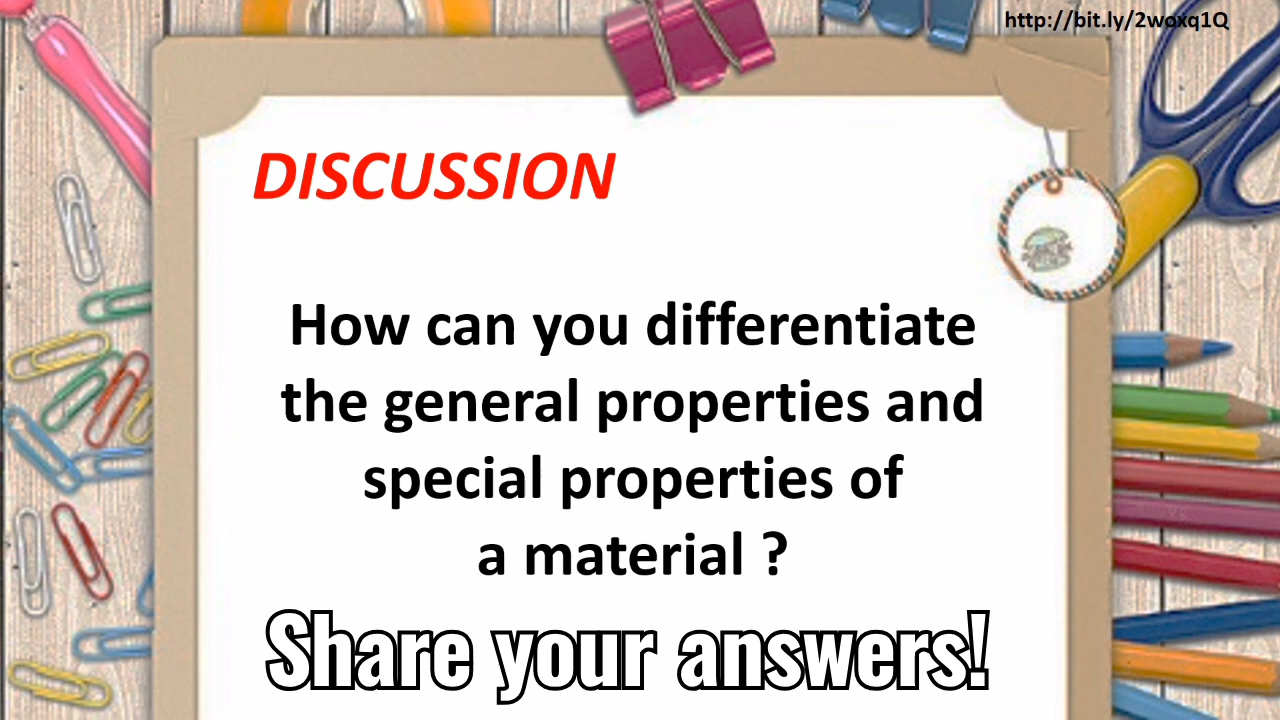 http://bit.ly/2woxq1Q
DISCUSSION
How can you differentiate
the general properties and
special properties of
a material ?
Share your answers!